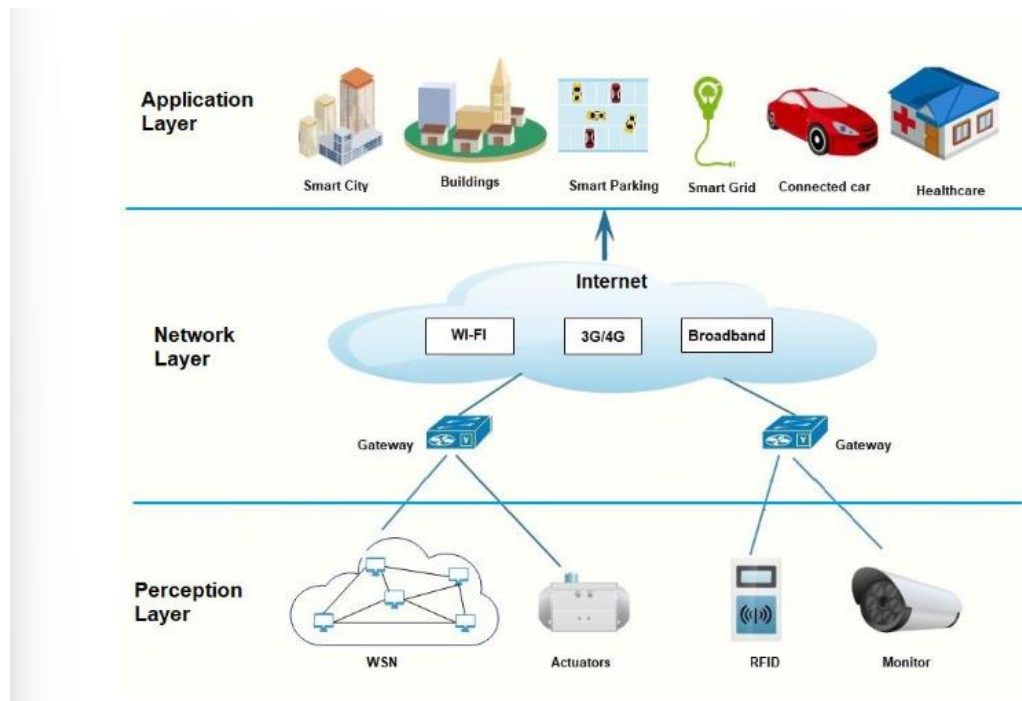 Application
Layer
Smart City
Buildings
Smart Parking
Smart Grid
Connected car
Healthcare
Internet
Network
Layer
WI-FI
3G/4G
Broadband
Gateway
Gateway
Perception
Layer
WSN
Actuators
RFID
Monitor